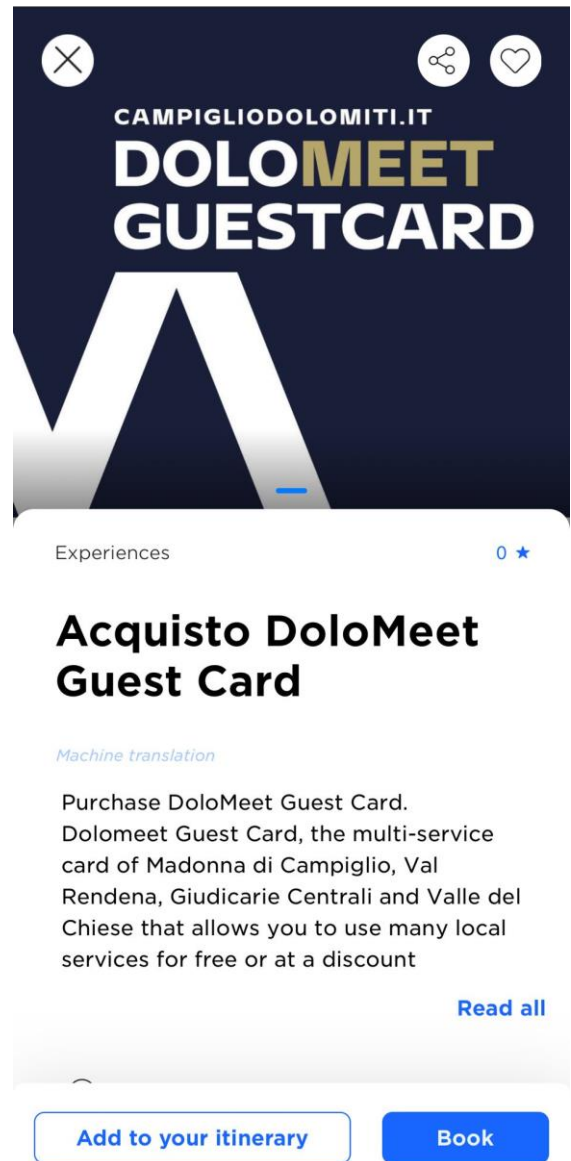 CAMPIGLIODOLOMITI.IT
DOLOMEET
GUESTCARD
Experiences
0 ★
Acquisto DoloMeet
Guest Card
Machine translation
Purchase DoloMeet Guest Card.
Dolomeet Guest Card, the multi-service
card of Madonna di Campiglio, Val
Rendena, Giudicarie Centrali and Valle del
Chiese that allows you to use many local
services for free or at a discount
Read all
Add to your itinerary
Book